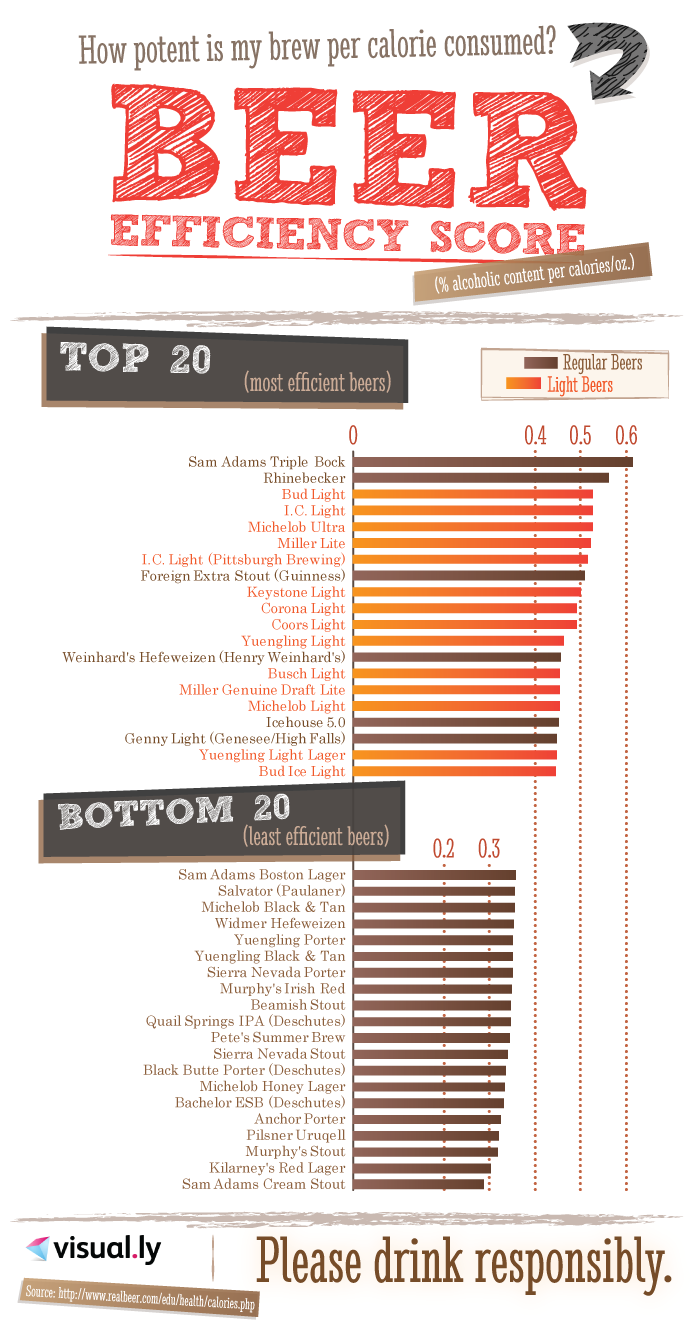 How potent is my brew per calorie consumed?
BEER
EFFICIENCY SCORE
(% alcoholic content per calories/oz.)
TOP 20
(most efficient beers)
Regular Beers
Light Beers
0 0.4 0.5 0.6
Sam Adams Triple Bock
Rhinebecker
Bud Light
I.C. Light
Michelob Ultra
Miller Lite
I.C. Light (Pittsburgh Brewing)
Foreign Extra Stout (Guinness)
Keystone Light
Corona Light
Coors Light
Yuengling Light
Weinhard's Hefeweizen (Henry Weinhard's)
Busch Light
Miller Genuine Draft Lite
Michelob Light
Icehouse 5.0
Genny Light (Genesee/High Falls)
Yuengling Light Lager
Bud Ice Light
BOTTOM 20
(least efficient beers)
0.2 0.3
Sam Adams Boston Lager
Salvator (Paulaner)
Michelob Black & Tan
Widmer Hefeweizen
Yuengling Porter
Yuengling Black & Tan
Sierra Nevada Porter
Murphy's Irish Red
Beamish Stout
Quail Springs IPA (Deschutes)
Pete's Summer Brew
Sierra Nevada Stout
Black Butte Porter (Deschutes)
Michelob Honey Lager
Bachelor ESB (Deschutes)
Anchor Porter
Pilsner Uruqell
Murphy's Stout
Kilarney's Red Lager
Sam Adams Cream Stout
visual.ly
Please drink responsibly.
Source: http://www.realbeer.com/edu/health/calories.php